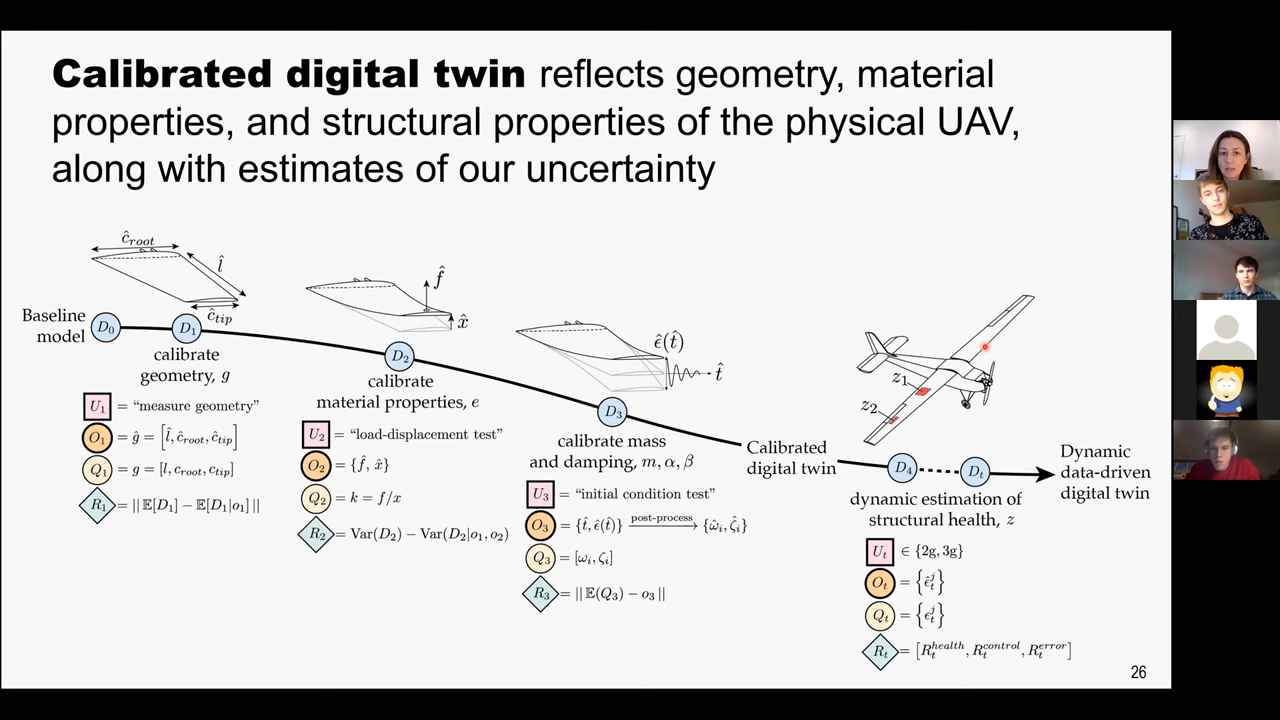 Calibrated digital twin reflects geometry, material
properties, and structural properties of the physical UAV,
along with estimates of our uncertainty
ĉ_root
l̂
ĉ_tip
Baseline
model
D₀
D₁
calibrate
geometry, g
U₁ = “measure geometry”
O₁ = ĝ = [l̂, ĉ_root, ĉ_tip]
Q₁ = g = [l, c_root, c_tip]
R₁ = || 𝔼[D₁] − 𝔼[D₁|o₁] ||
f̂
x̂
D₂
calibrate
material properties, e
U₂ = “load-displacement test”
O₂ = {f̂, x̂}
Q₂ = k = f/x
R₂ = Var(D₂) − Var(D₂|o₁, o₂)
ϵ̂(t̂)
t̂
D₃
calibrate mass
and damping, m, α, β
U₃ = “initial condition test”
O₃ = {t̂, ϵ̂(t̂)} post-process → {ω̂ᵢ, ζ̂ᵢ}
Q₃ = [ωᵢ, ζᵢ]
R₃ = || 𝔼(Q₃) − o₃ ||
Calibrated
digital twin
z₁
z₂
D₄
D_t
Dynamic
data-driven
digital twin
dynamic estimation of
structural health, z
U_t ∈ {2g, 3g}
O_t = {ϵ̂_t^j}
Q_t = {ϵ_t^j}
R_t = [R_t^health, R_t^control, R_t^error]
26